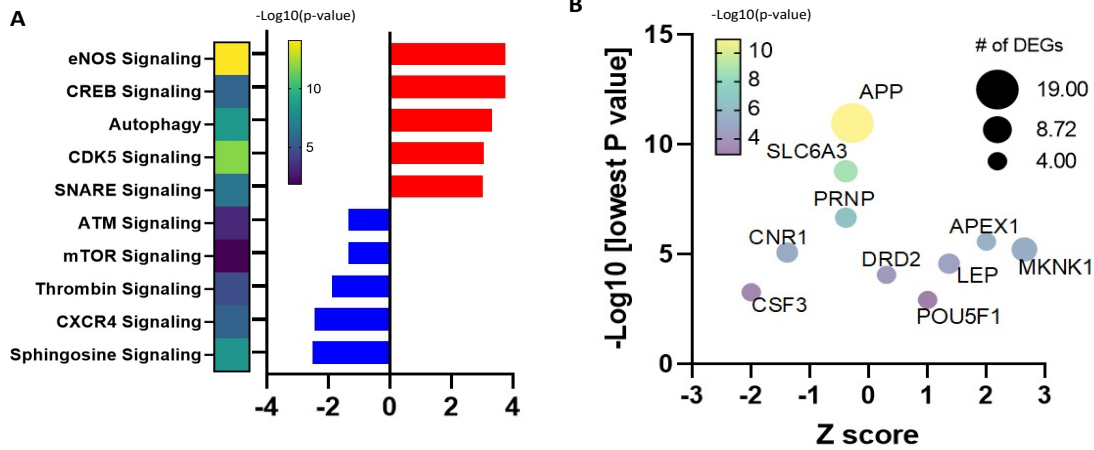 A
-Log10(p-value)
eNOS Signaling
CREB Signaling
Autophagy
CDK5 Signaling
SNARE Signaling
ATM Signaling
mTOR Signaling
Thrombin Signaling
CXCR4 Signaling
Sphingosine Signaling
10
5
-4 -2 0 2 4
B
-Log10(p-value)
10
8
6
4
# of DEGs
19.00
8.72
4.00
-Log10 [lowest P value]
15
10
5
0
APP
SLC6A3
PRNP
CNR1
APEX1
DRD2
LEP
MKNK1
CSF3
POU5F1
-3 -2 -1 0 1 2 3
Z score